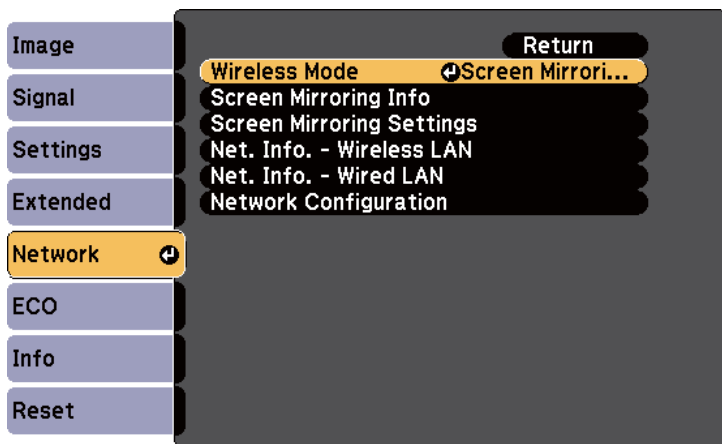 Image
Signal
Settings
Extended
Network
ECO
Info
Reset
Return
Wireless Mode Screen Mirrori...
Screen Mirroring Info
Screen Mirroring Settings
Net. Info. - Wireless LAN
Net. Info. - Wired LAN
Network Configuration